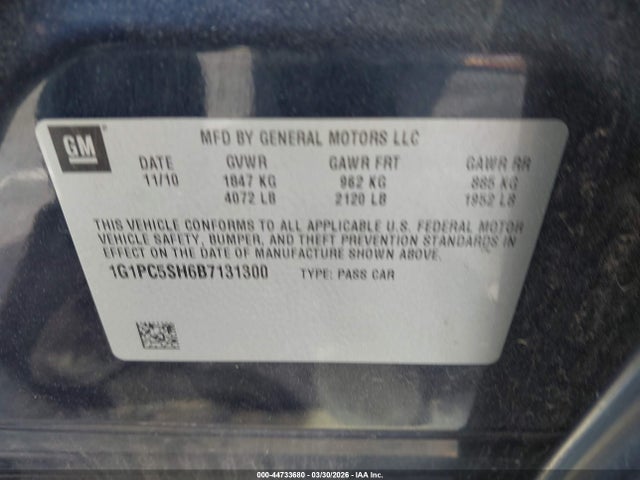 GM
MFD BY GENERAL MOTORS LLC
DATE GVWR GAWR FRT GAWR RR
11/10 1847 KG 962 KG 885 KG
4072 LB 2120 LB 1952 LB
THIS VEHICLE CONFORMS TO ALL APPLICABLE U.S. FEDERAL MOTOR
VEHICLE SAFETY, BUMPER, AND THEFT PREVENTION STANDARDS IN
EFFECT ON THE DATE OF MANUFACTURE SHOWN ABOVE.
1G1PC5SH6B7131300 TYPE: PASS CAR
000-44733680 - 03/30/2026 - IAA Inc.